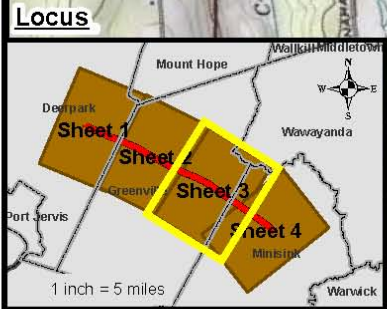 Locus
Wallkill Middletown
Mount Hope
N
W E
S
Deerpark
Sheet 1
Wawayanda
Sheet 2
Greenville
Sheet 3
Port Jervis
Sheet 4
Minisink
1 inch = 5 miles
Warwick